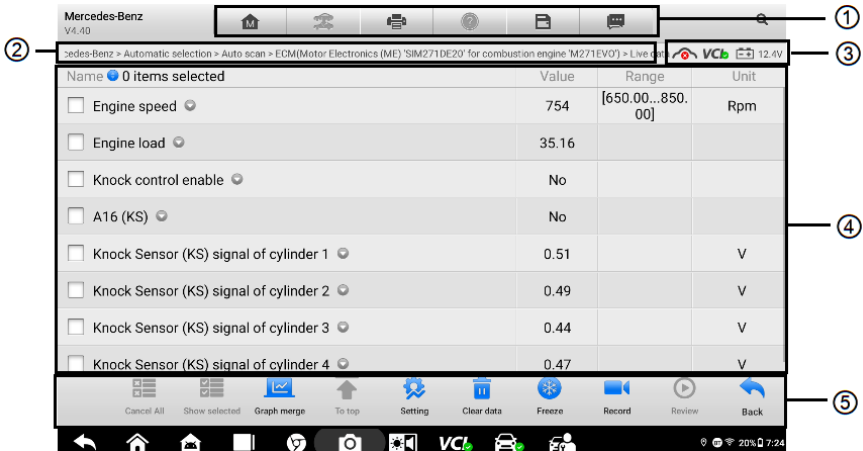 Mercedes-Benz
V4.40
M
?
①
②
cedes-Benz > Automatic selection > Auto scan > ECM(Motor Electronics (ME) 'SIM271DE20' for combustion engine 'M271EVO') > Live data
VCI 12.4V
③
Name 0 items selected Value Range Unit
Engine speed 754 [650.00...850.00] Rpm
Engine load 35.16
Knock control enable No
A16 (KS) No
④
Knock Sensor (KS) signal of cylinder 1 0.51 V
Knock Sensor (KS) signal of cylinder 2 0.49 V
Knock Sensor (KS) signal of cylinder 3 0.44 V
Knock Sensor (KS) signal of cylinder 4 0.47 V
Cancel All Show selected Graph merge To top Setting Clear data Freeze Record Review Back
⑤
VCI 20% 7:24